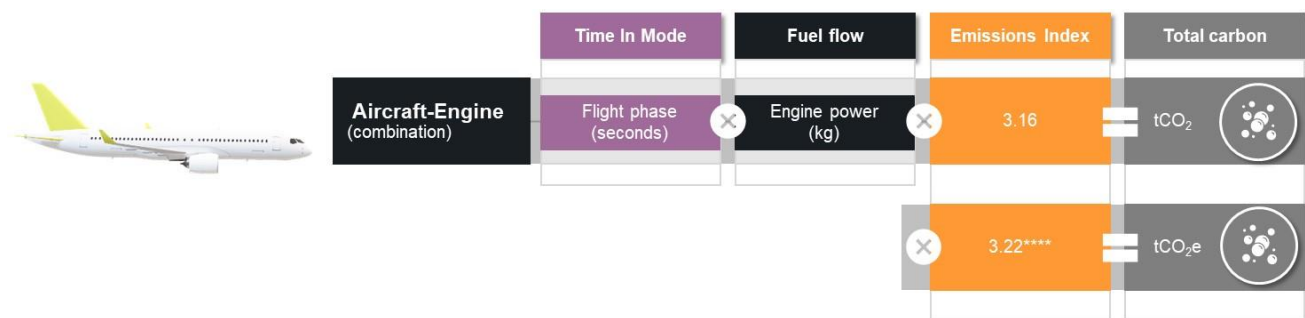 Time In Mode
Fuel flow
Emissions Index
Total carbon
Aircraft-Engine
(combination)
Flight phase
(seconds)
Engine power
(kg)
3.16
tCO₂
3.22****
tCO₂e